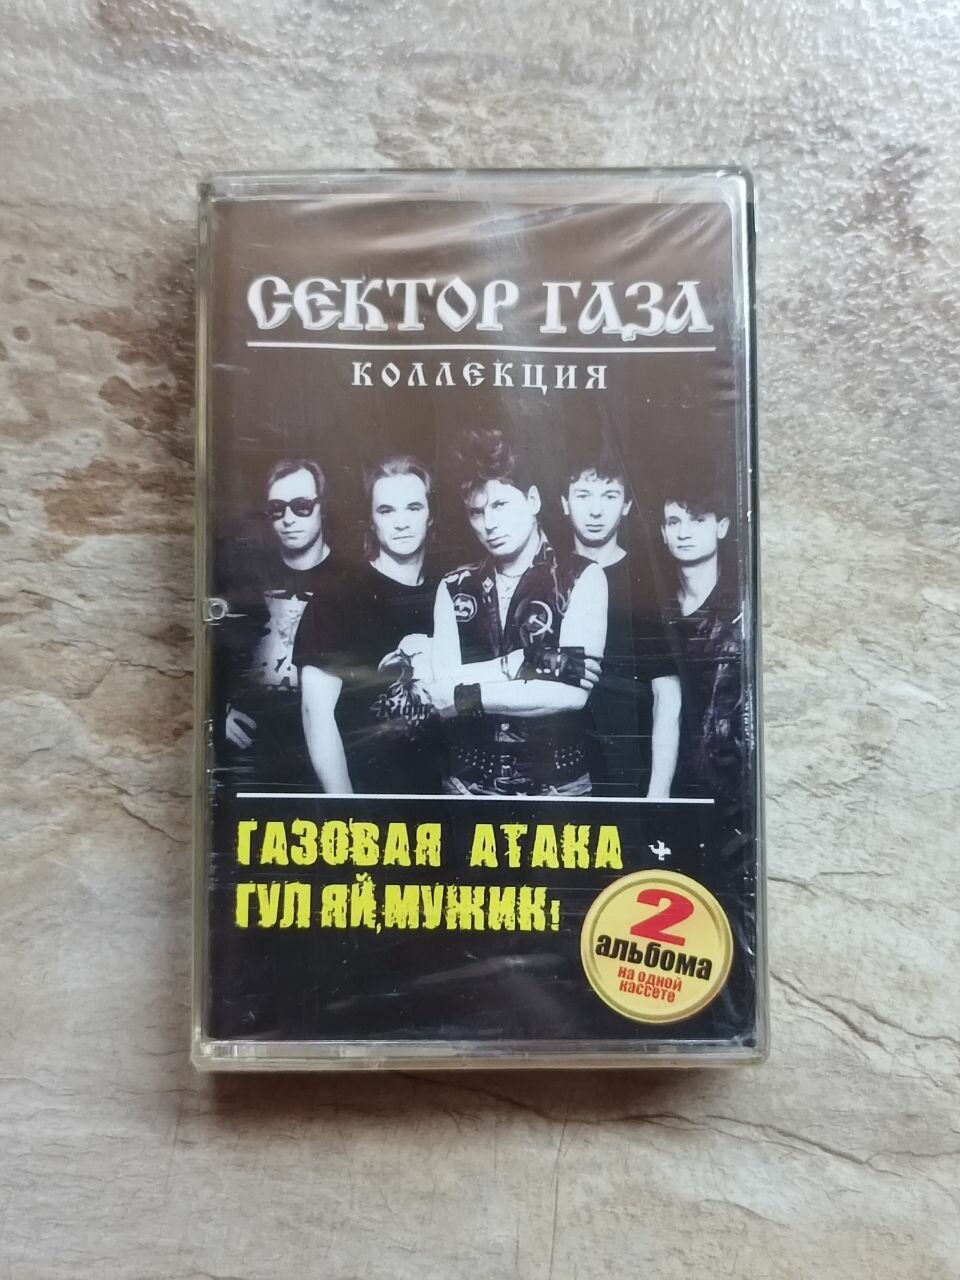 СЕКТОР ГАЗА
КОЛЛЕКЦИЯ
ГАЗОВАЯ АТАКА +
ГУЛЯЙ, МУЖИК!
2
альбома
на одной
кассете